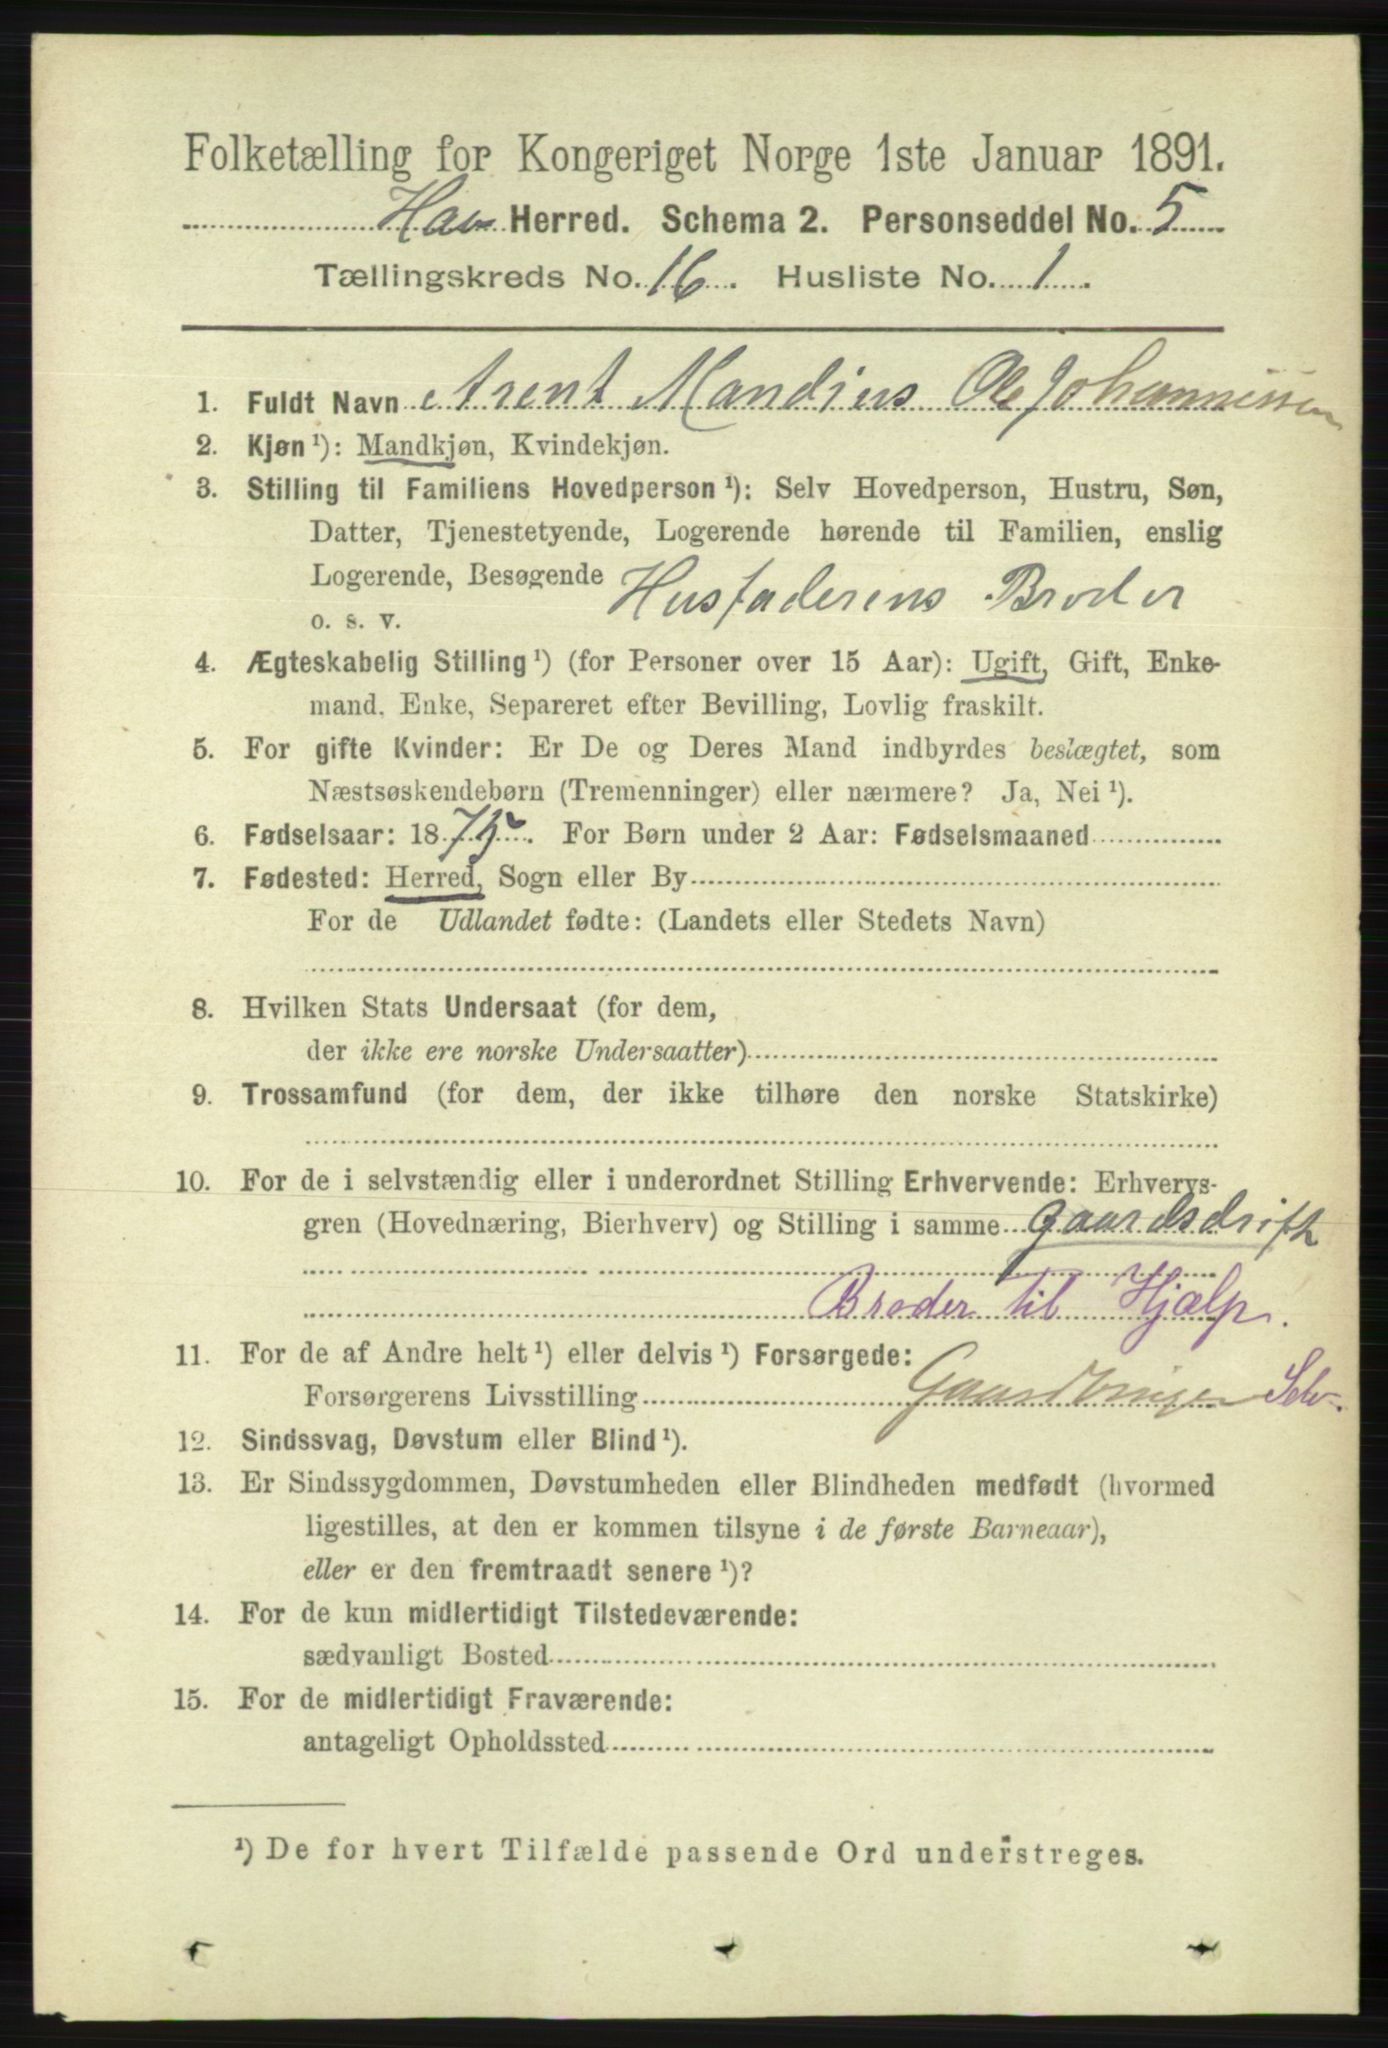 Folketælling for Kongeriget Norge 1ste Januar 1891.
Haus Herred. Schema 2. Personseddel No. 5
Tællingskreds No. 16. Husliste No. 1.
1. Fuldt Navn Arent Mandius Ole Johannessen
2. Kjøn ¹): Mandkjøn, Kvindekjøn.
3. Stilling til Familiens Hovedperson ¹): Selv Hovedperson, Hustru, Søn,
Datter, Tjenestetyende, Logerende hørende til Familien, enslig
Logerende, Besøgende Husfaderens Broder
o. s. v.
4. Ægteskabelig Stilling ¹) (for Personer over 15 Aar): Ugift, Gift, Enke-
mand, Enke, Separeret efter Bevilling, Lovlig fraskilt.
5. For gifte Kvinder: Er De og Deres Mand indbyrdes beslægtet, som
Næstsøskendebørn (Tremenninger) eller nærmere? Ja, Nei ¹).
6. Fødselsaar: 1875. For Børn under 2 Aar: Fødselsmaaned
7. Fødested: Herred, Sogn eller By
For de Udlandet fødte: (Landets eller Stedets Navn)
8. Hvilken Stats Undersaat (for dem,
der ikke ere norske Undersaatter)
9. Trossamfund (for dem, der ikke tilhøre den norske Statskirke)
10. For de i selvstændig eller i underordnet Stilling Erhvervende: Erhvervs-
gren (Hovednæring, Bierhverv) og Stilling i samme gaardsdrift
Broder til Hjælp.
11. For de af Andre helt ¹) eller delvis ¹) Forsørgede:
Forsørgerens Livsstilling Gaardbruger Selv.
12. Sindssvag, Døvstum eller Blind ¹).
13. Er Sindssygdommen, Døvstumheden eller Blindheden medfødt (hvormed
ligestilles, at den er kommen tilsyne i de første Barneaar),
eller er den fremtraadt senere ¹)?
14. For de kun midlertidigt Tilstedeværende:
sædvanligt Bosted
15. For de midlertidigt Fraværende:
antageligt Opholdssted
¹) De for hvert Tilfælde passende Ord understreges.